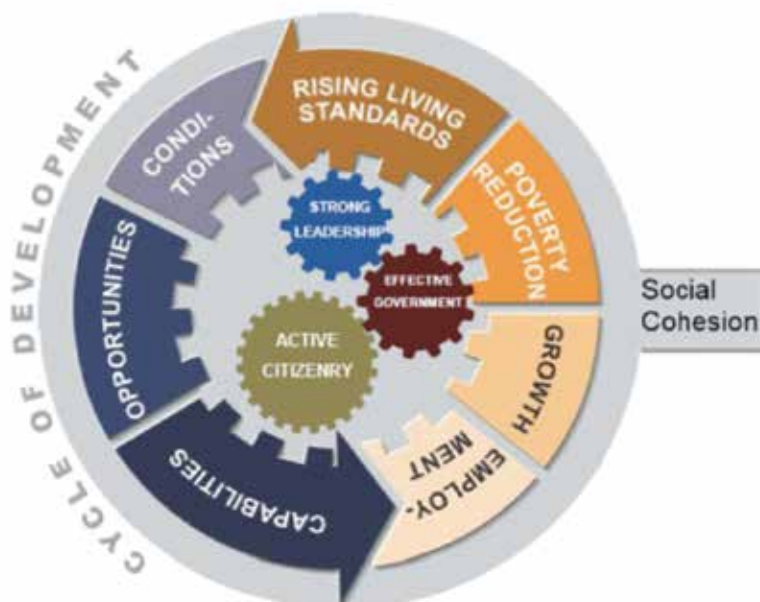 CYCLE OF DEVELOPMENT
RISING LIVING
STANDARDS
POVERTY
REDUCTION
GROWTH
EMPLOY-
MENT
CAPABILITIES
OPPORTUNITIES
CONDI-
TIONS
STRONG
LEADERSHIP
EFFECTIVE
GOVERNMENT
ACTIVE
CITIZENRY
Social
Cohesion